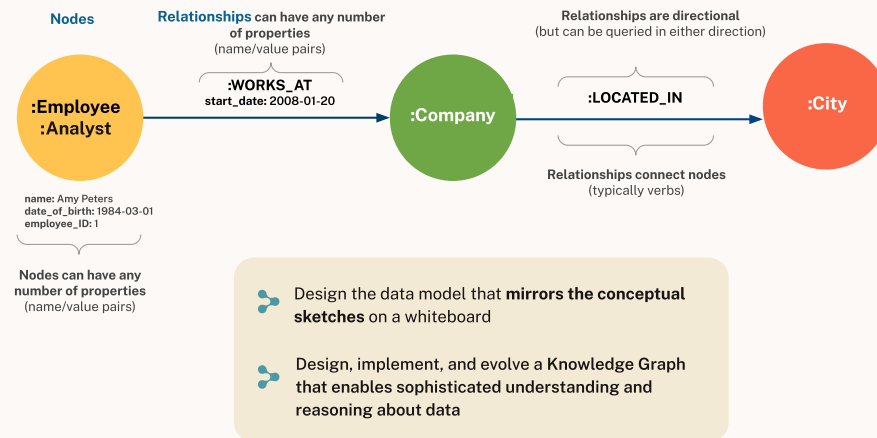 Nodes
Relationships can have any number
of properties
(name/value pairs)
Relationships are directional
(but can be queried in either direction)
:Employee
:Analyst
:WORKS_AT
start_date: 2008-01-20
:Company
:LOCATED_IN
:City
Relationships connect nodes
(typically verbs)
name: Amy Peters
date_of_birth: 1984-03-01
employee_ID: 1
Nodes can have any
number of properties
(name/value pairs)
Design the data model that mirrors the conceptual
sketches on a whiteboard
Design, implement, and evolve a Knowledge Graph
that enables sophisticated understanding and
reasoning about data